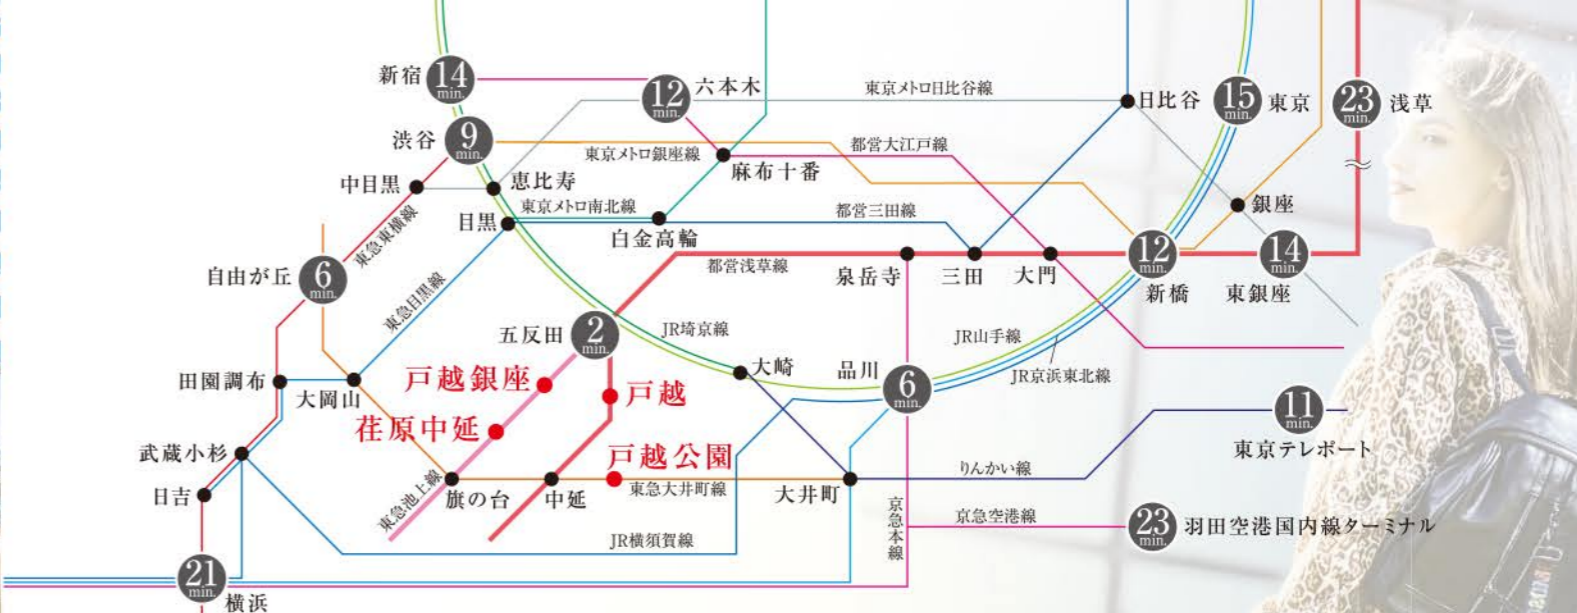 新宿
14
min.
12
min.
六本木
東京メトロ日比谷線
日比谷
15
min.
東京
23
min.
浅草
渋谷
9
min.
東京メトロ銀座線
都営大江戸線
麻布十番
中目黒
恵比寿
東京メトロ南北線
都営三田線
銀座
目黒
白金高輪
東急東横線
自由が丘
6
min.
東急目黒線
都営浅草線
泉岳寺
三田
大門
12
min.
新橋
14
min.
東銀座
五反田
2
min.
JR埼京線
JR山手線
大崎
品川
6
min.
JR京浜東北線
田園調布
大岡山
戸越銀座
戸越
荏原中延
11
min.
東京テレポート
武蔵小杉
戸越公園
日吉
東急池上線
旗の台
中延
東急大井町線
大井町
りんかい線
京急本線
京急空港線
23
min.
羽田空港国内線ターミナル
JR横須賀線
21
min.
横浜